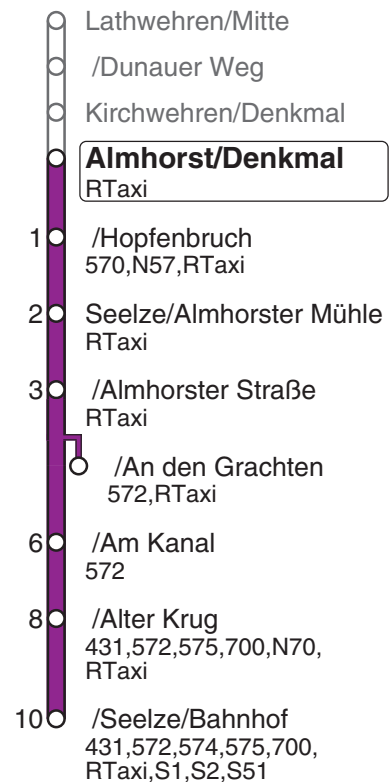 Lathwehren/Mitte
/Dunauer Weg
Kirchwehren/Denkmal
Almhorst/Denkmal
RTaxi
1 /Hopfenbruch
570,N57,RTaxi
2 Seelze/Almhorster Mühle
RTaxi
3 /Almhorster Straße
RTaxi
/An den Grachten
572,RTaxi
6 /Am Kanal
572
8 /Alter Krug
431,572,575,700,N70,
RTaxi
10 /Seelze/Bahnhof
431,572,574,575,700,
RTaxi,S1,S2,S51